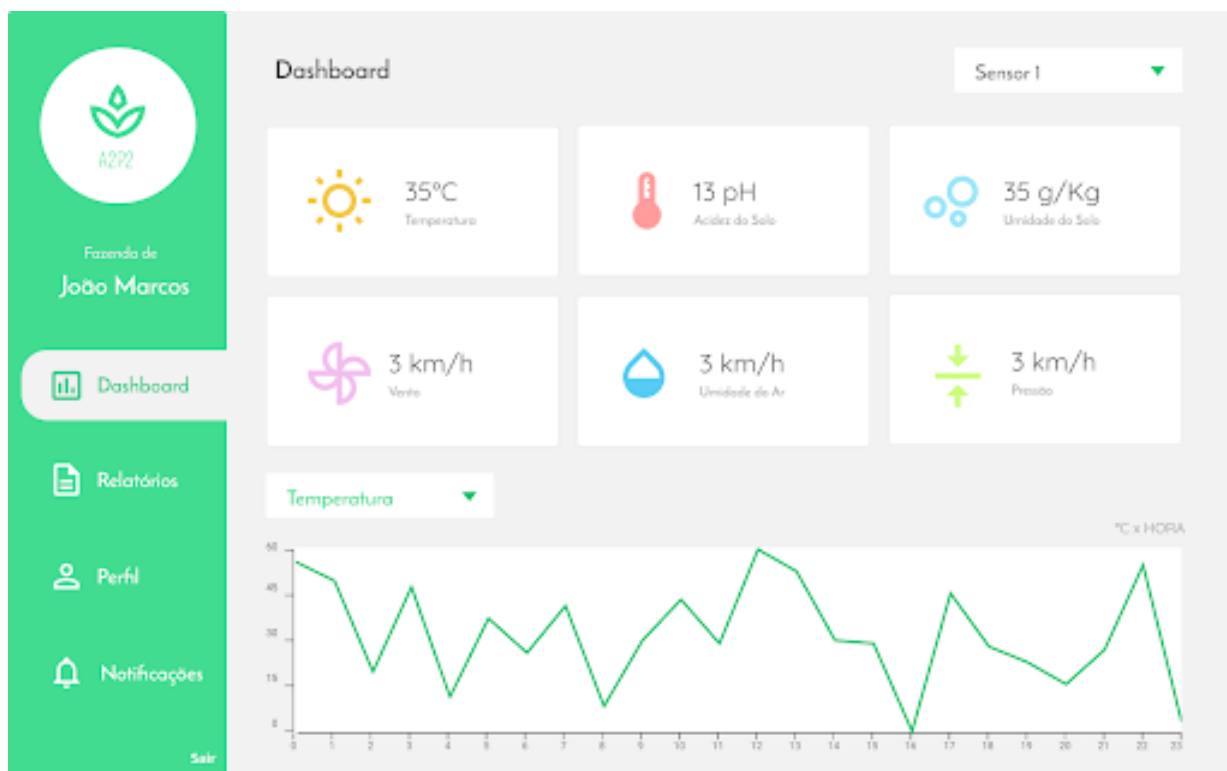 A2P2
Fazenda de
João Marcos
Dashboard
Relatórios
Perfil
Notificações
Sair
Dashboard
Sensor 1
35°C
Temperatura
13 pH
Acidez do Solo
35 g/Kg
Umidade do Solo
3 km/h
Vento
3 km/h
Umidade do Ar
3 km/h
Pressão
Temperatura
°C x HORA
60
45
30
15
0
0 1 2 3 4 5 6 7 8 9 10 11 12 13 14 15 16 17 18 19 20 21 22 23